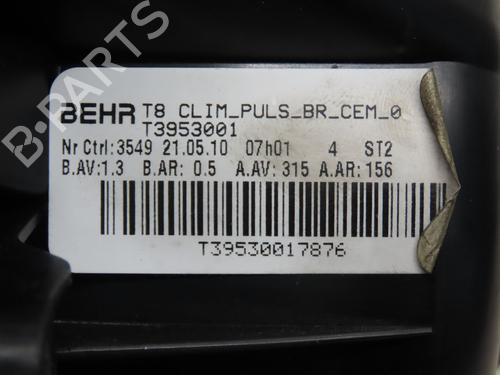 BEHR T8 CLIM_PULS_BR_CEM_0
T3953001
Nr Ctrl:3549 21.05.10 07h01 4 ST2
B.AV:1.3 B.AR: 0.5 A.AV: 315 A.AR: 156
T39530017876
B-PARTS